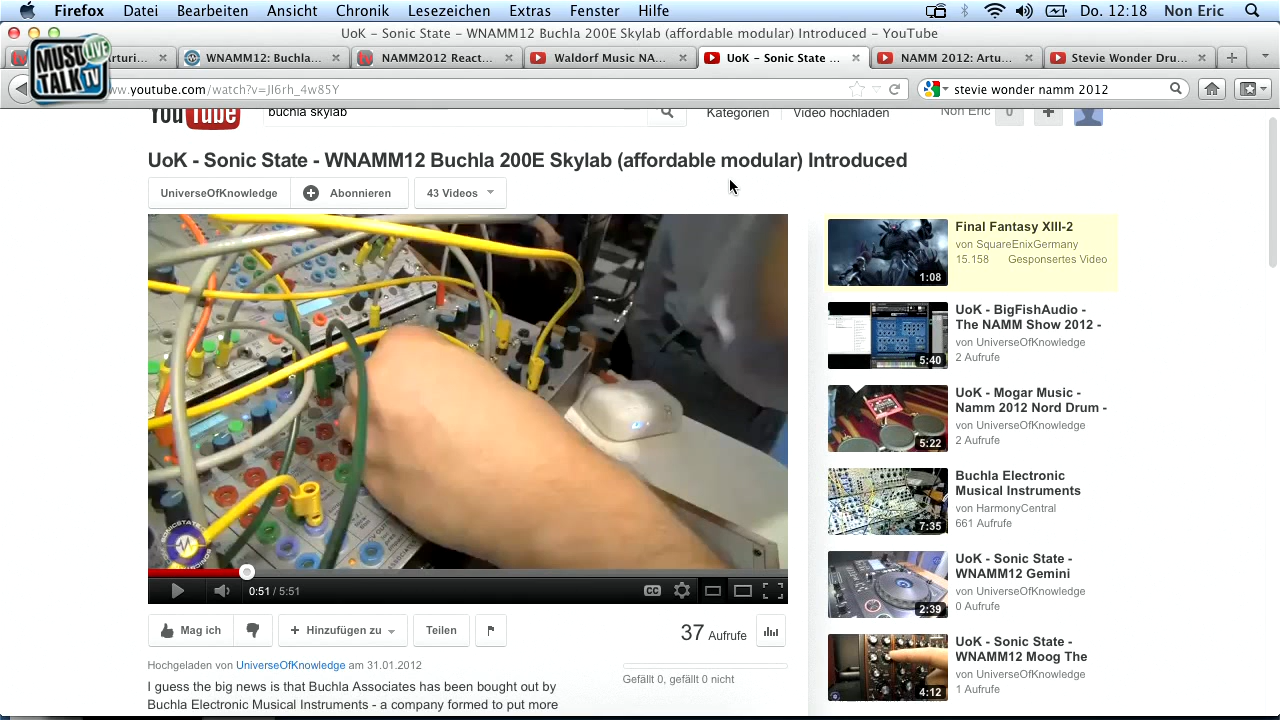 Firefox Datei Bearbeiten Ansicht Chronik Lesezeichen Extras Fenster Hilfe Do. 12:18 Non Eric
UoK - Sonic State - WNAMM12 Buchla 200E Skylab (affordable modular) Introduced - YouTube
MUSO LIVE TALK TV
WNAMM12: Buchla... NAMM2012 React... Waldorf Music NA... UoK - Sonic State ... NAMM 2012: Artu... Stevie Wonder Dru...
www.youtube.com/watch?v=JI6rh_4w85Y stevie wonder namm 2012
YouTube buchla skylab Kategorien Video hochladen Non Eric 0
UoK - Sonic State - WNAMM12 Buchla 200E Skylab (affordable modular) Introduced
UniverseOfKnowledge Abonnieren 43 Videos
SONICSTATE
0:51 / 5:51 CC
Mag ich Hinzufügen zu Teilen 37 Aufrufe
Hochgeladen von UniverseOfKnowledge am 31.01.2012
Gefällt 0, gefällt 0 nicht
I guess the big news is that Buchla Associates has been bought out by
Buchla Electronic Musical Instruments - a company formed to put more
Final Fantasy XIII-2
von SquareEnixGermany
15.158 Gesponsertes Video
1:08
UoK - BigFishAudio -
The NAMM Show 2012 -
von UniverseOfKnowledge
2 Aufrufe
5:40
UoK - Mogar Music -
Namm 2012 Nord Drum -
von UniverseOfKnowledge
2 Aufrufe
5:22
Buchla Electronic
Musical Instruments
von HarmonyCentral
661 Aufrufe
7:35
UoK - Sonic State -
WNAMM12 Gemini
von UniverseOfKnowledge
0 Aufrufe
2:39
UoK - Sonic State -
WNAMM12 Moog The
von UniverseOfKnowledge
1 Aufrufe
4:12